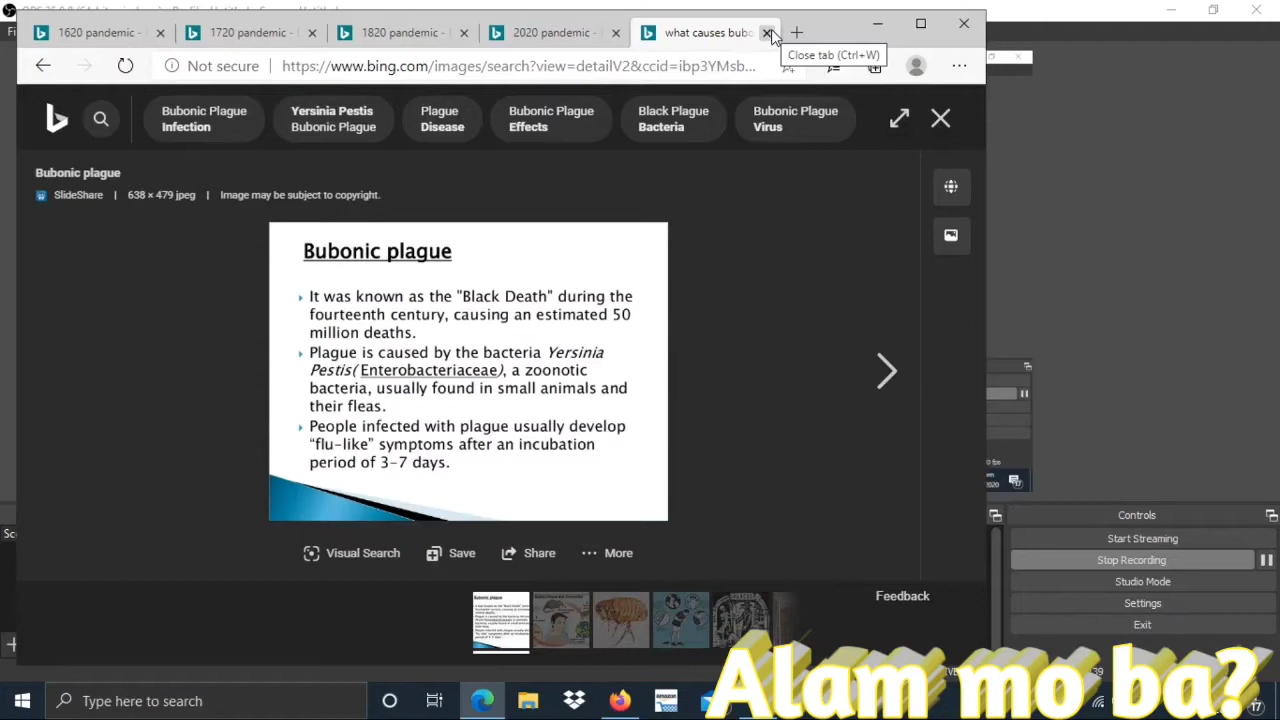 1620 pandemic -
1720 pandemic -
1820 pandemic -
2020 pandemic -
what causes bubo
Close tab (Ctrl+W)
Not secure
www.bing.com/images/search?view=detailV2&ccid=ibp3YMsb...
Bubonic Plague
Infection
Yersinia Pestis
Bubonic Plague
Plague
Disease
Bubonic Plague
Effects
Black Plague
Bacteria
Bubonic Plague
Virus
Bubonic plague
SlideShare | 638 × 479 jpeg | Image may be subject to copyright.
Bubonic plague
It was known as the "Black Death" during the
fourteenth century, causing an estimated 50
million deaths.
Plague is caused by the bacteria Yersinia
Pestis( Enterobacteriaceae), a zoonotic
bacteria, usually found in small animals and
their fleas.
People infected with plague usually develop
“flu-like” symptoms after an incubation
period of 3-7 days.
Visual Search
Save
Share
More
Feedback
Controls
Start Streaming
Stop Recording
Studio Mode
Settings
Exit
Type here to search
amazon
Alam mo ba?
17